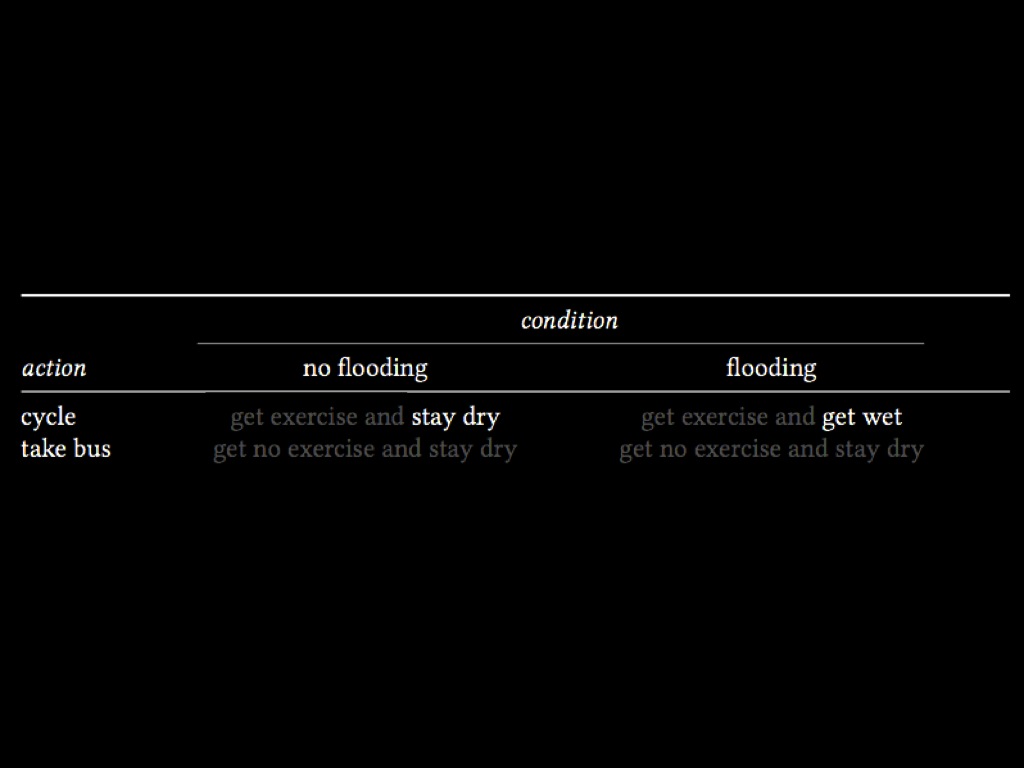 condition
action no flooding flooding
cycle get exercise and stay dry get exercise and get wet
take bus get no exercise and stay dry get no exercise and stay dry